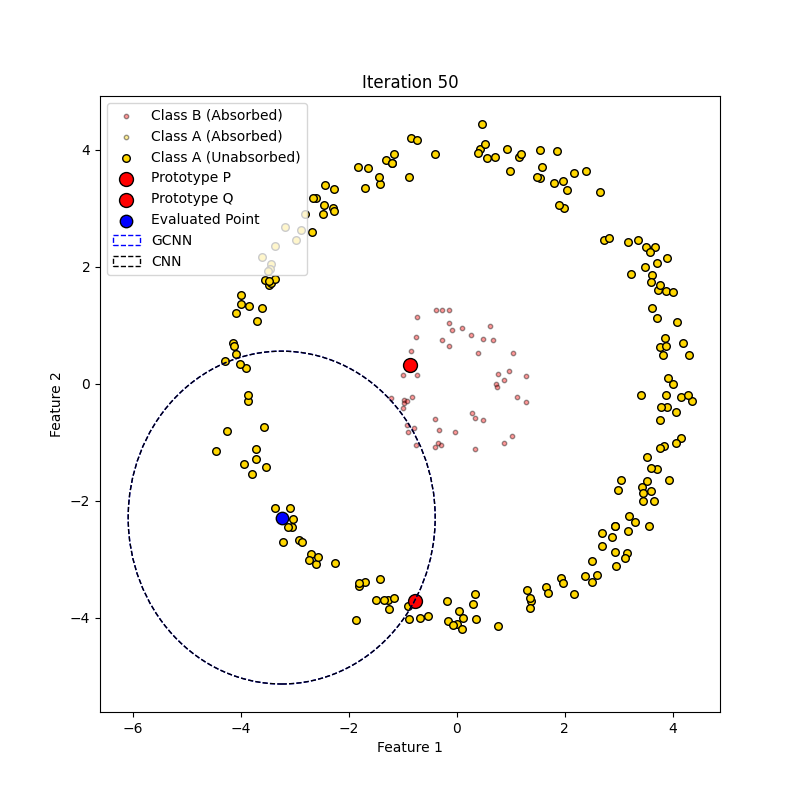 Iteration 50
Class B (Absorbed)
Class A (Absorbed)
Class A (Unabsorbed)
Prototype P
Prototype Q
Evaluated Point
GCNN
CNN
4
2
0
−2
−4
Feature 2
−6
−4
−2
0
2
4
Feature 1